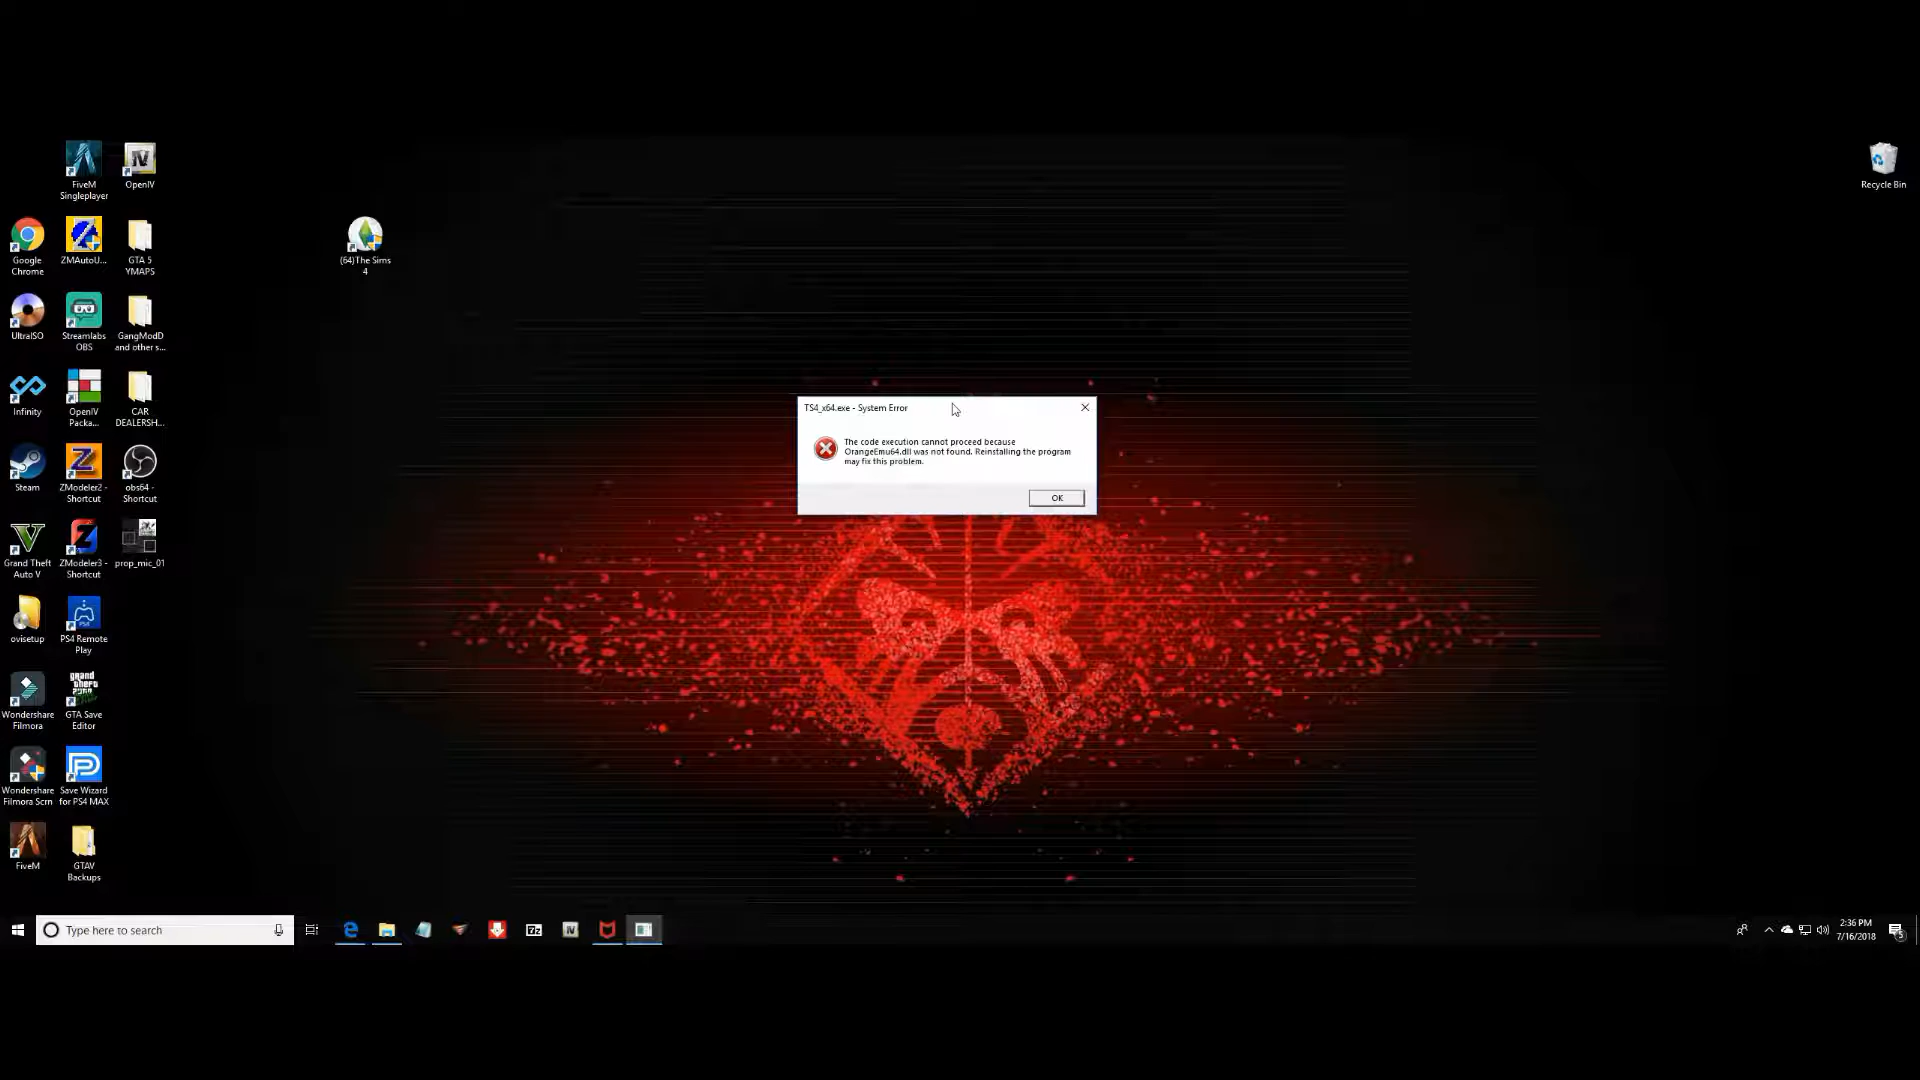 FiveM
Singleplayer
OpenIV
Recycle Bin
Google
Chrome
ZMAutoU...
GTA 5
YMAPS
(64)The Sims
4
UltraISO
Streamlabs
OBS
GangModD
and other s...
Infinity
OpenIV
Packa...
CAR
DEALERSH...
TS4_x64.exe - System Error
The code execution cannot proceed because
OrangeEmu64.dll was not found. Reinstalling the program
may fix this problem.
OK
Steam
ZModeler2 -
Shortcut
obs64 -
Shortcut
Grand Theft
Auto V
ZModeler3 -
Shortcut
prop_mic_01
ovisetup
PS4 Remote
Play
Wondershare
Filmora
GTA Save
Editor
Wondershare
Filmora Scrn
Save Wizard
for PS4 MAX
FiveM
GTAV
Backups
Type here to search
2:36 PM
7/16/2018